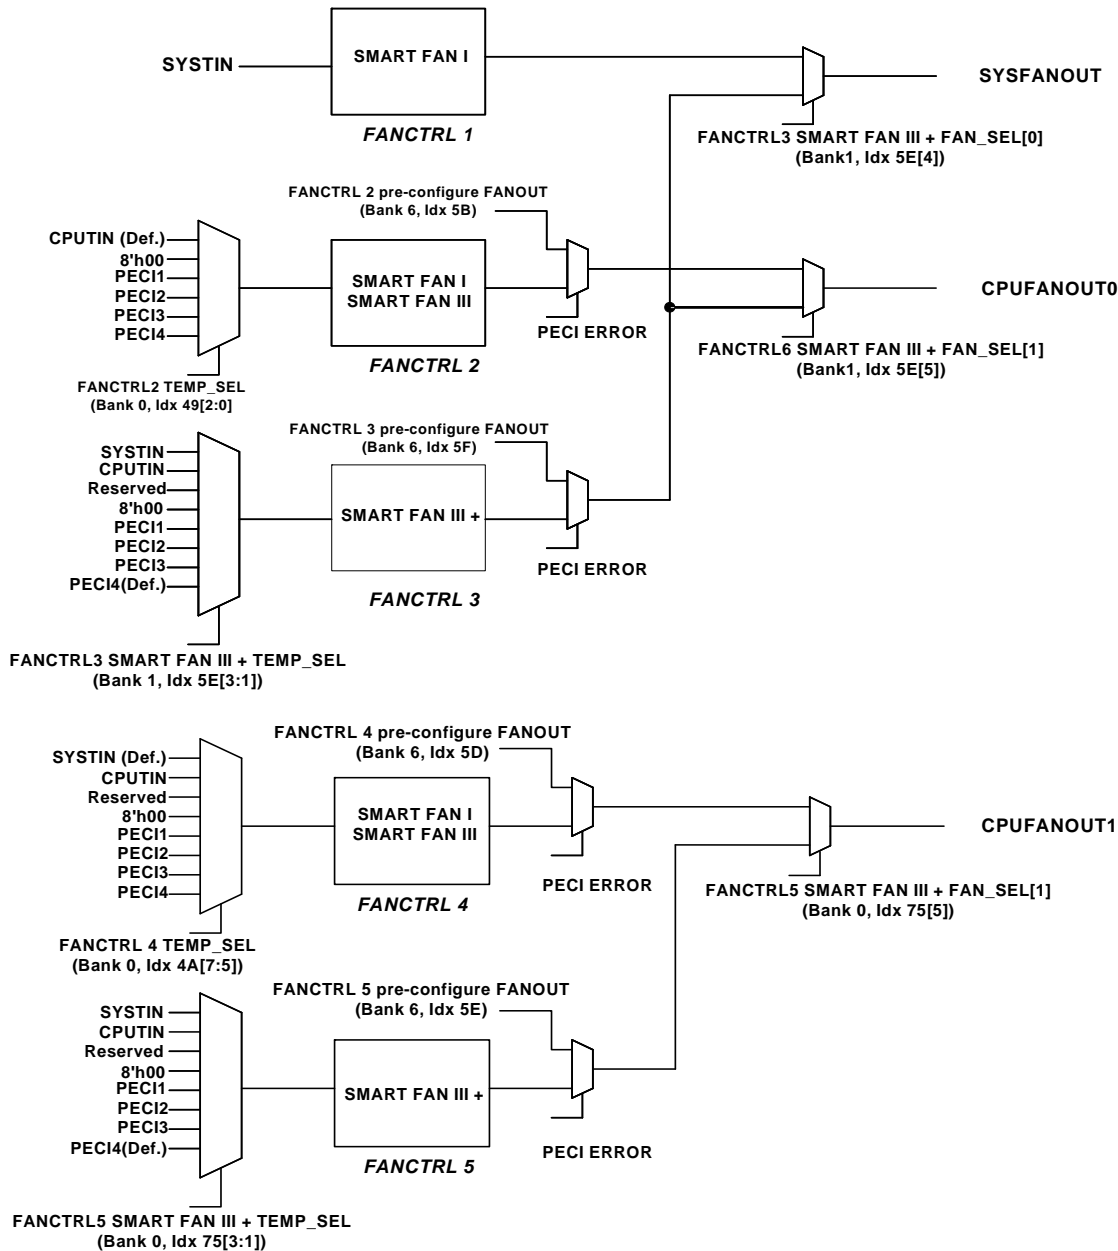 SYSTIN
SMART FAN I
FANCTRL 1
SYSFANOUT
FANCTRL3 SMART FAN III + FAN_SEL[0]
(Bank1, Idx 5E[4])
FANCTRL 2 pre-configure FANOUT
(Bank 6, Idx 5B)
CPUTIN (Def.)
8'h00
PECI1
PECI2
PECI3
PECI4
SMART FAN I
SMART FAN III
FANCTRL 2
PECI ERROR
CPUFANOUT0
FANCTRL6 SMART FAN III + FAN_SEL[1]
(Bank1, Idx 5E[5])
FANCTRL2 TEMP_SEL
(Bank 0, Idx 49[2:0]
FANCTRL 3 pre-configure FANOUT
(Bank 6, Idx 5F)
SYSTIN
CPUTIN
Reserved
8'h00
PECI1
PECI2
PECI3
PECI4(Def.)
SMART FAN III +
FANCTRL 3
PECI ERROR
FANCTRL3 SMART FAN III + TEMP_SEL
(Bank 1, Idx 5E[3:1])
FANCTRL 4 pre-configure FANOUT
(Bank 6, Idx 5D)
SYSTIN (Def.)
CPUTIN
Reserved
8'h00
PECI1
PECI2
PECI3
PECI4
SMART FAN I
SMART FAN III
FANCTRL 4
PECI ERROR
CPUFANOUT1
FANCTRL5 SMART FAN III + FAN_SEL[1]
(Bank 0, Idx 75[5])
FANCTRL 4 TEMP_SEL
(Bank 0, Idx 4A[7:5])
FANCTRL 5 pre-configure FANOUT
(Bank 6, Idx 5E)
SYSTIN
CPUTIN
Reserved
8'h00
PECI1
PECI2
PECI3
PECI4(Def.)
SMART FAN III +
FANCTRL 5
PECI ERROR
FANCTRL5 SMART FAN III + TEMP_SEL
(Bank 0, Idx 75[3:1])